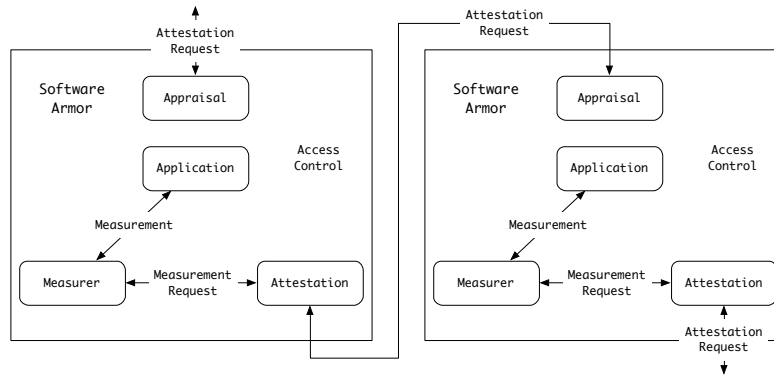 Attestation
Request
Software
Armor
Appraisal
Access
Control
Application
Measurement
Measurer
Measurement
Request
Attestation
Attestation
Request
Software
Armor
Appraisal
Access
Control
Application
Measurement
Measurer
Measurement
Request
Attestation
Attestation
Request